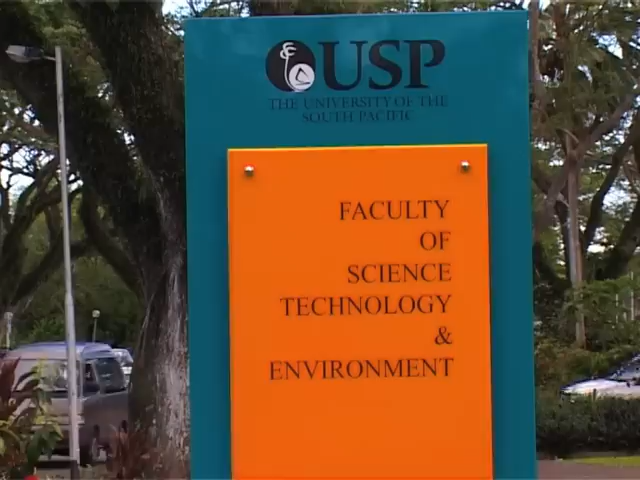 USP
THE UNIVERSITY OF THE
SOUTH PACIFIC
FACULTY
OF
SCIENCE
TECHNOLOGY
&
ENVIRONMENT